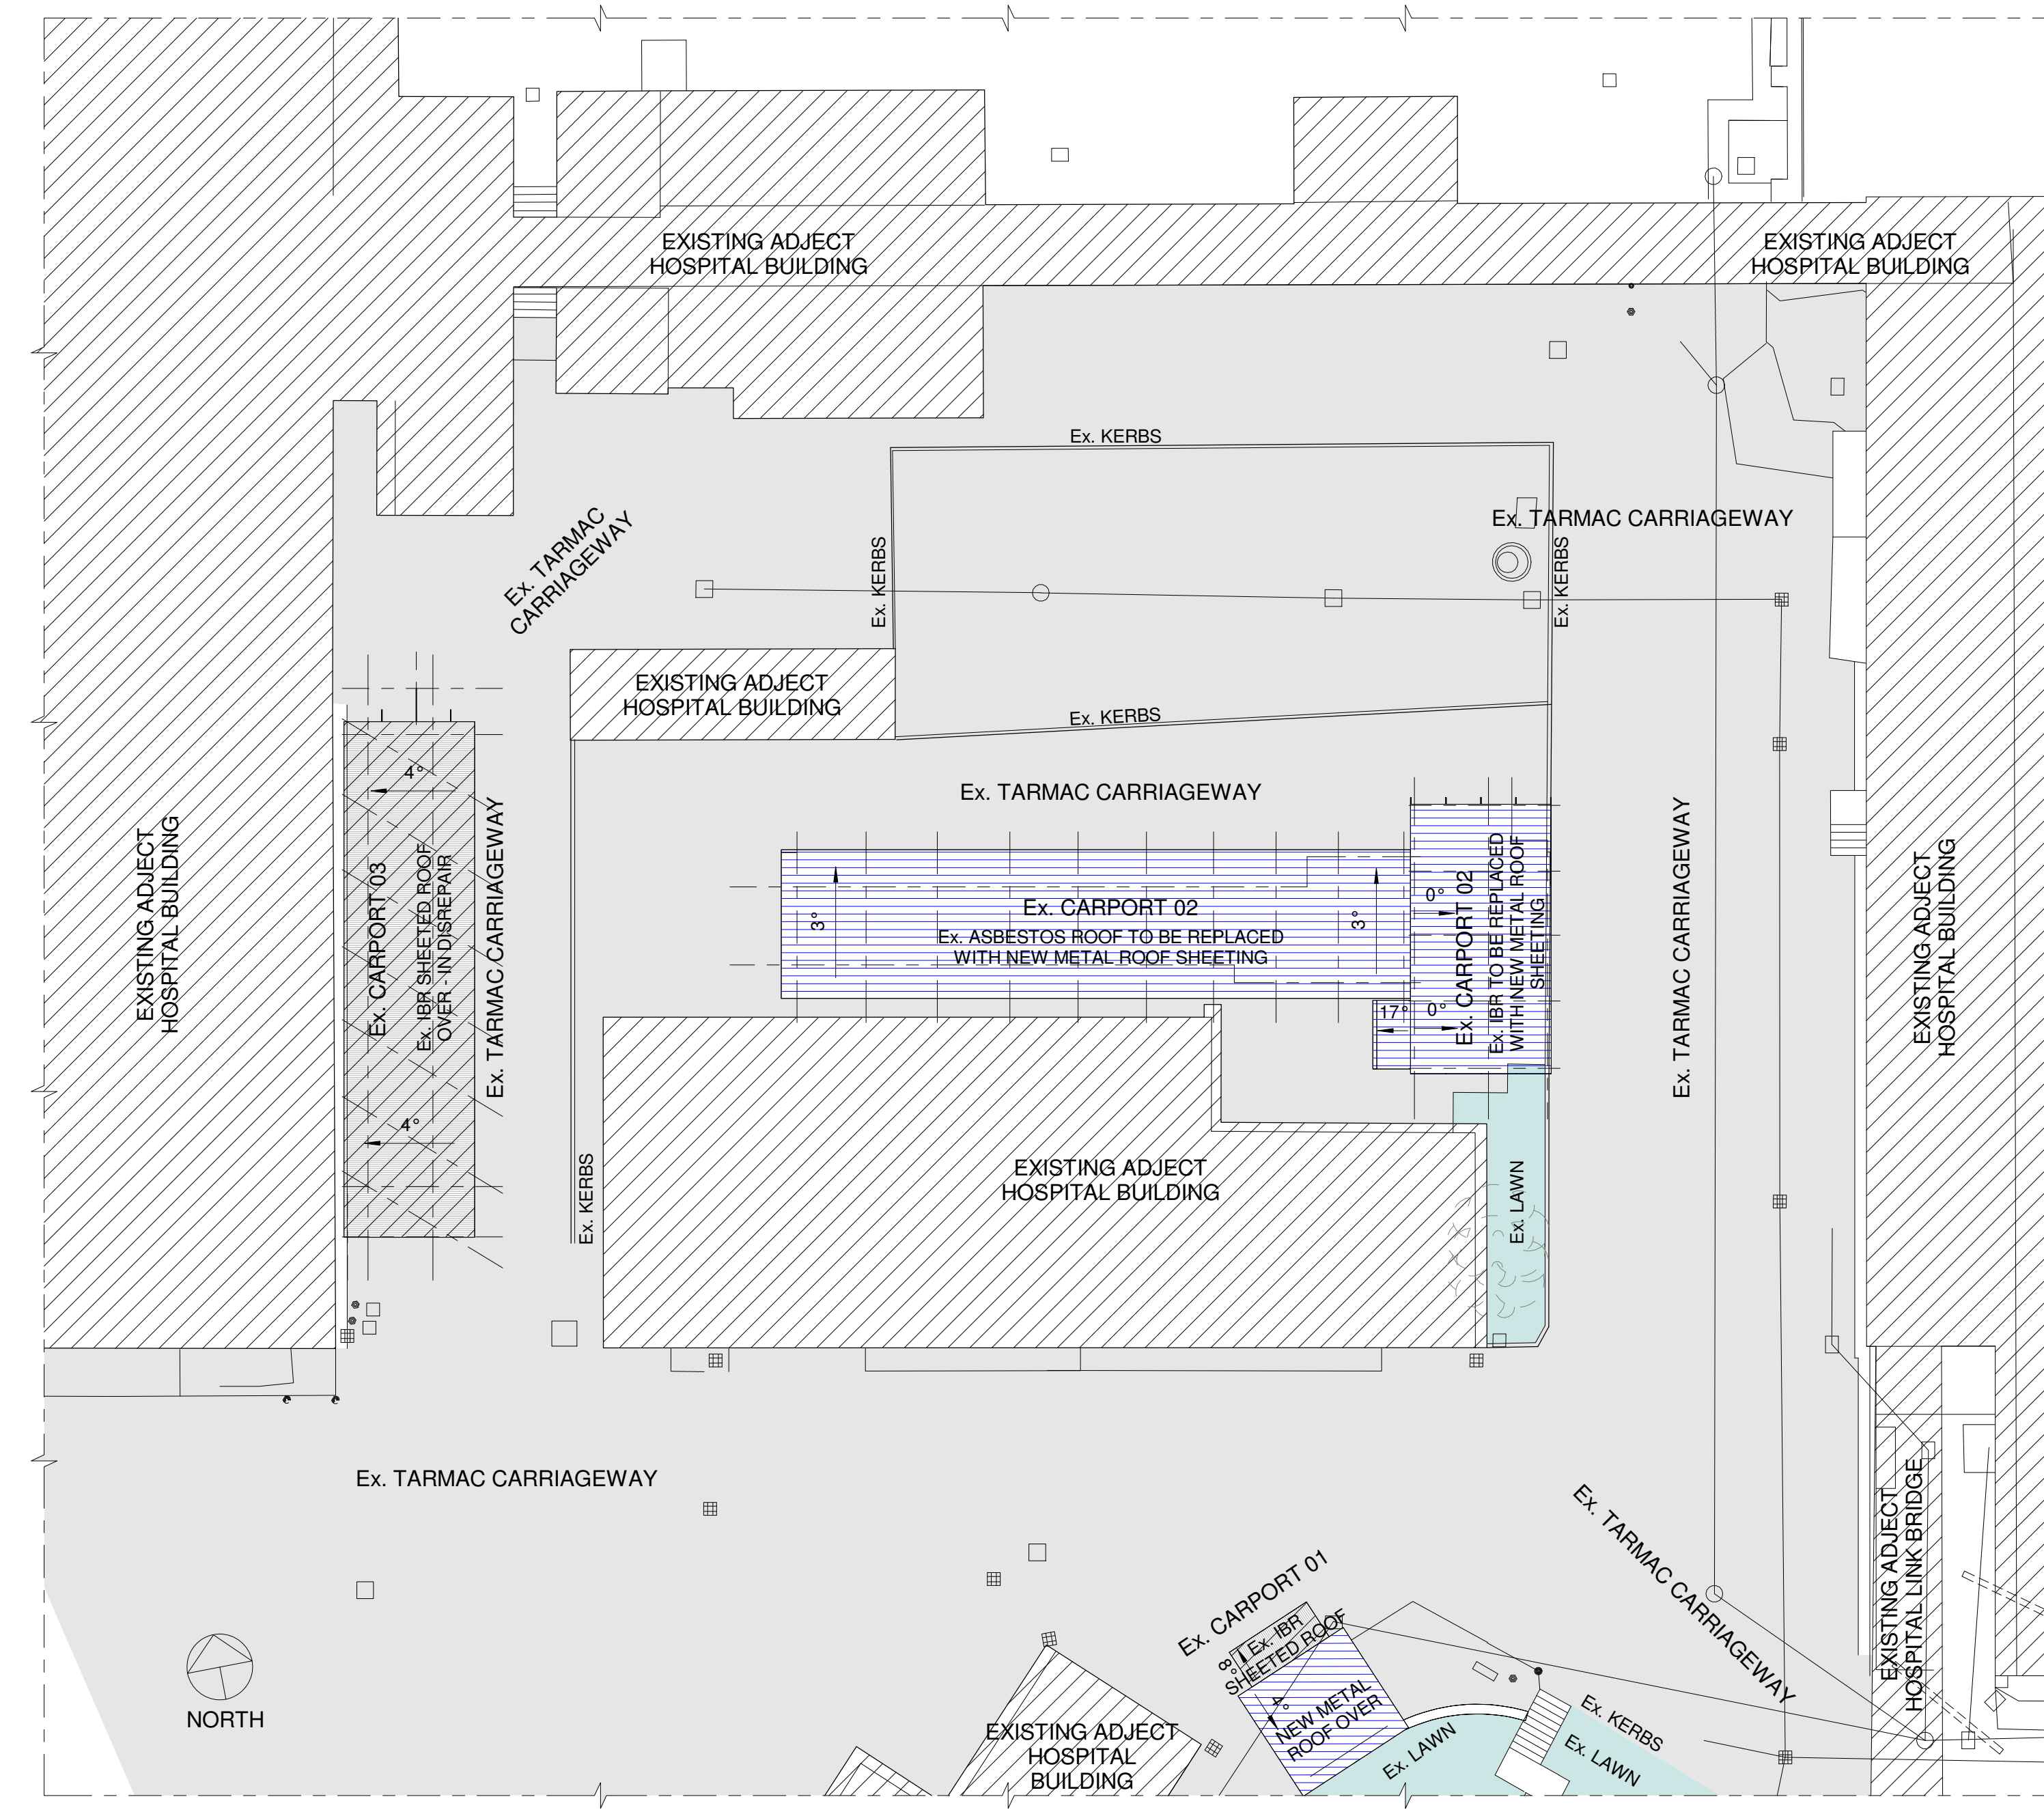 EXISTING ADJECT
HOSPITAL BUILDING
EXISTING ADJECT
HOSPITAL BUILDING
Ex. KERBS
Ex. TARMAC
CARRIAGEWAY
Ex. KERBS
Ex. TARMAC CARRIAGEWAY
Ex. KERBS
EXISTING ADJECT
HOSPITAL BUILDING
Ex. KERBS
Ex. TARMAC CARRIAGEWAY
EXISTING ADJECT
HOSPITAL BUILDING
4°
Ex. CARPORT 03
Ex. IBR SHEETED ROOF
OVER - IN DISREPAIR
4°
Ex. TARMAC CARRIAGEWAY
3°
Ex. CARPORT 02
Ex. ASBESTOS ROOF TO BE REPLACED
WITH NEW METAL ROOF SHEETING
3°
0°
Ex. CARPORT 02
Ex. IBR TO BE REPLACED
WITH NEW METAL ROOF
SHEETING
17°
0°
Ex. TARMAC CARRIAGEWAY
EXISTING ADJECT
HOSPITAL BUILDING
Ex. KERBS
EXISTING ADJECT
HOSPITAL BUILDING
Ex. LAWN
Ex. TARMAC CARRIAGEWAY
Ex. TARMAC CARRIAGEWAY
EXISTING ADJECT
HOSPITAL LINK BRIDGE
Ex. CARPORT 01
Ex. IBR
SHEETED ROOF
8°
4°
NEW METAL
ROOF OVER
NORTH
EXISTING ADJECT
HOSPITAL
BUILDING
Ex. LAWN
Ex. KERBS
Ex. LAWN